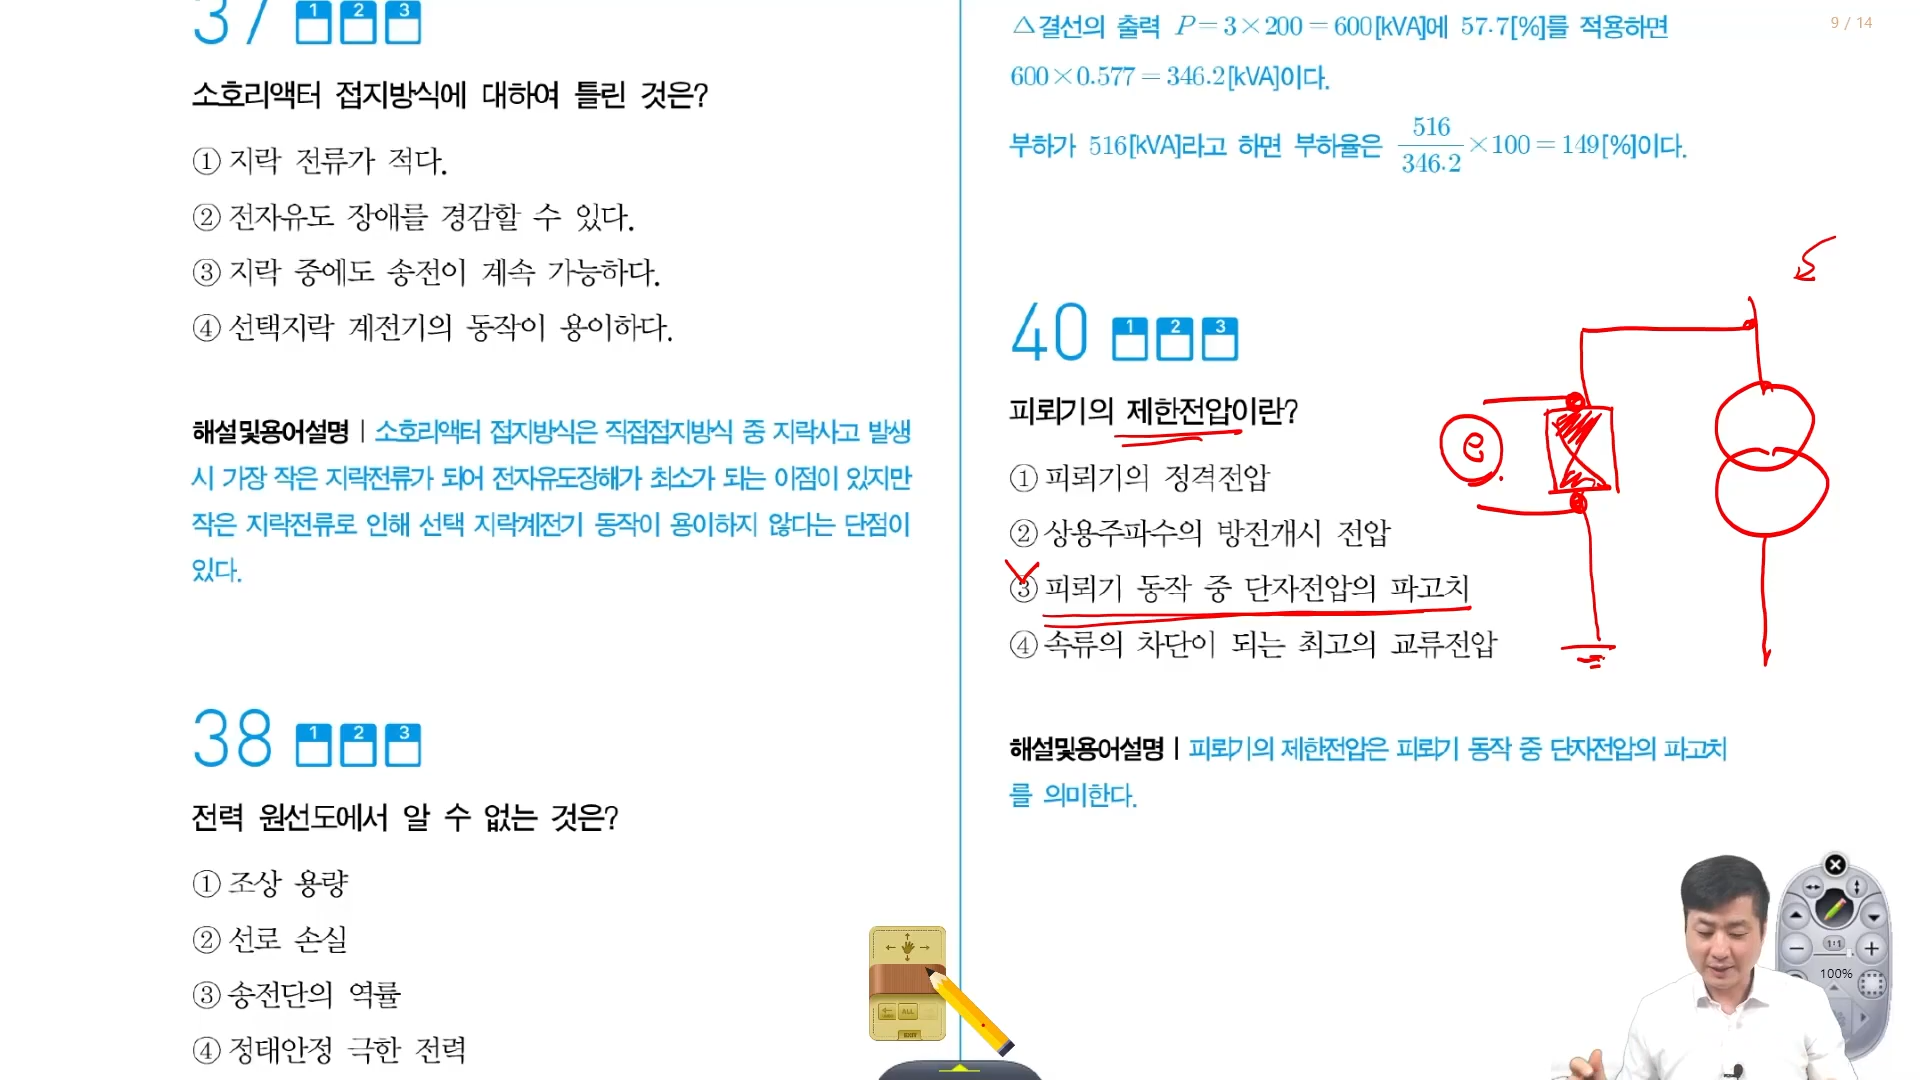 37 1 2 3
소호리액터 접지방식에 대하여 틀린 것은?
① 지락 전류가 적다.
② 전자유도 장애를 경감할 수 있다.
③ 지락 중에도 송전이 계속 가능하다.
④ 선택지락 계전기의 동작이 용이하다.
해설및용어설명 | 소호리액터 접지방식은 직접접지방식 중 지락사고 발생
시 가장 작은 지락전류가 되어 전자유도장해가 최소가 되는 이점이 있지만
작은 지락전류로 인해 선택 지락계전기 동작이 용이하지 않다는 단점이
있다.
38 1 2 3
전력 원선도에서 알 수 없는 것은?
① 조상 용량
② 선로 손실
③ 송전단의 역률
④ 정태안정 극한 전력
△결선의 출력 P=3×200=600[kVA]에 57.7[%]를 적용하면
600×0.577=346.2[kVA]이다.
부하가 516[kVA]라고 하면 부하율은 516/346.2×100=149[%]이다.
40 1 2 3
피뢰기의 제한전압이란?
① 피뢰기의 정격전압
② 상용주파수의 방전개시 전압
③ 피뢰기 동작 중 단자전압의 파고치
④ 속류의 차단이 되는 최고의 교류전압
해설및용어설명 | 피뢰기의 제한전압은 피뢰기 동작 중 단자전압의 파고치
를 의미한다.
e
9 / 14
ALL
EXIT
1:1
100%